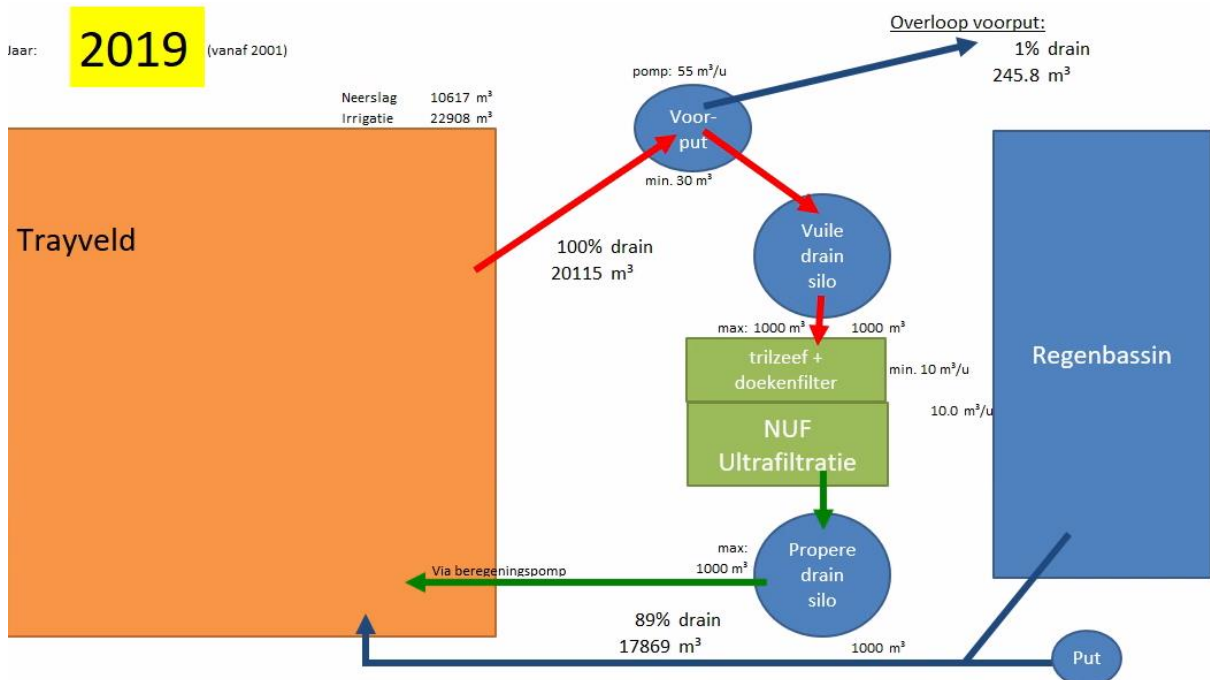 Jaar:
2019
(vanaf 2001)
Neerslag 10617 m³
Irrigatie 22908 m³
Overloop voorput:
1% drain
245.8 m³
pomp: 55 m³/u
Voor-
put
min. 30 m³
Trayveld
100% drain
20115 m³
Vuile
drain
silo
max: 1000 m³ 1000 m³
trilzeef +
doekenfilter
min. 10 m³/u
10.0 m³/u
NUF
Ultrafiltratie
Regenbassin
Propere
drain
silo
max:
1000 m³
Via beregeningspomp
89% drain
17869 m³
1000 m³
Put